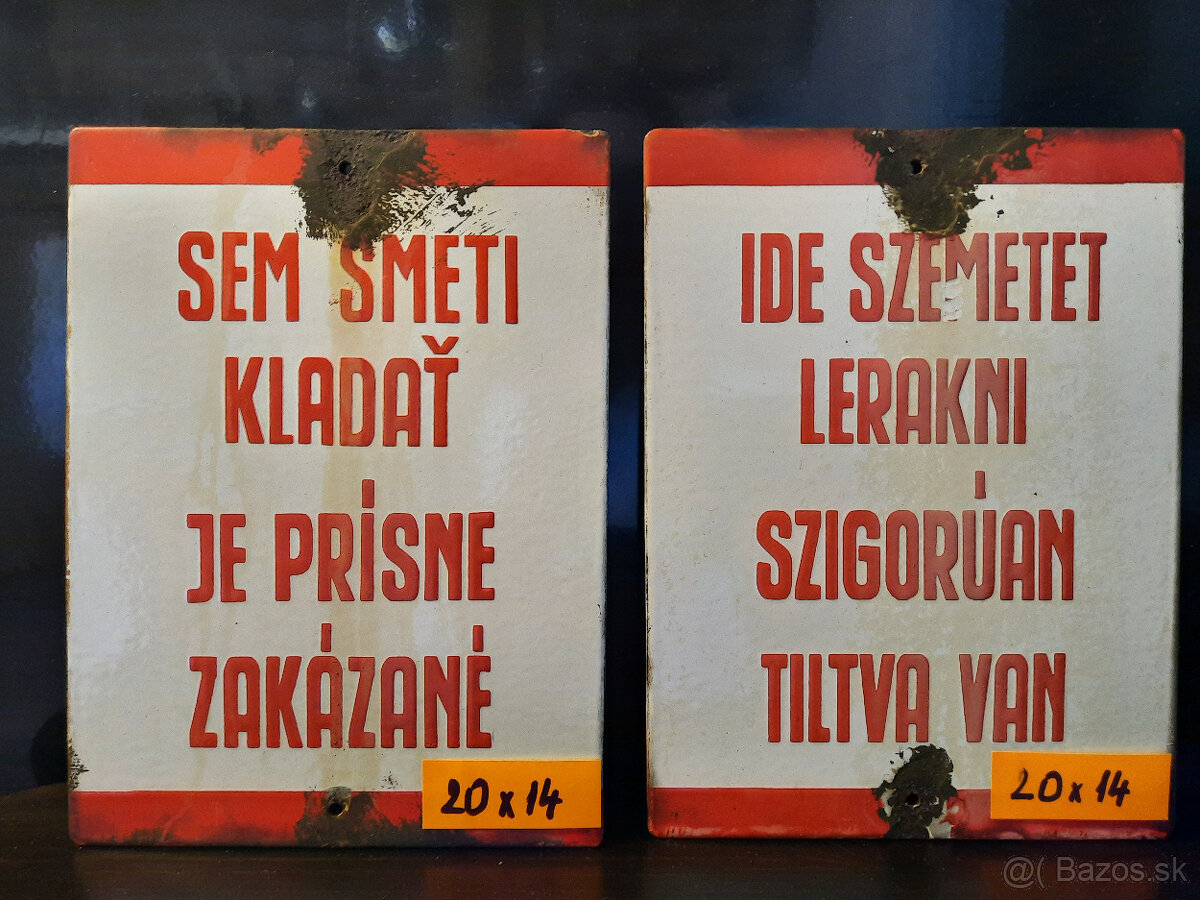 SEM SMETI
KLADAŤ
JE PRÍSNE
ZAKÁZANÉ
20 x 14
IDE SZEMETET
LERAKNI
SZIGORÚAN
TILTVA VAN
20 x 14
@( Bazos.sk